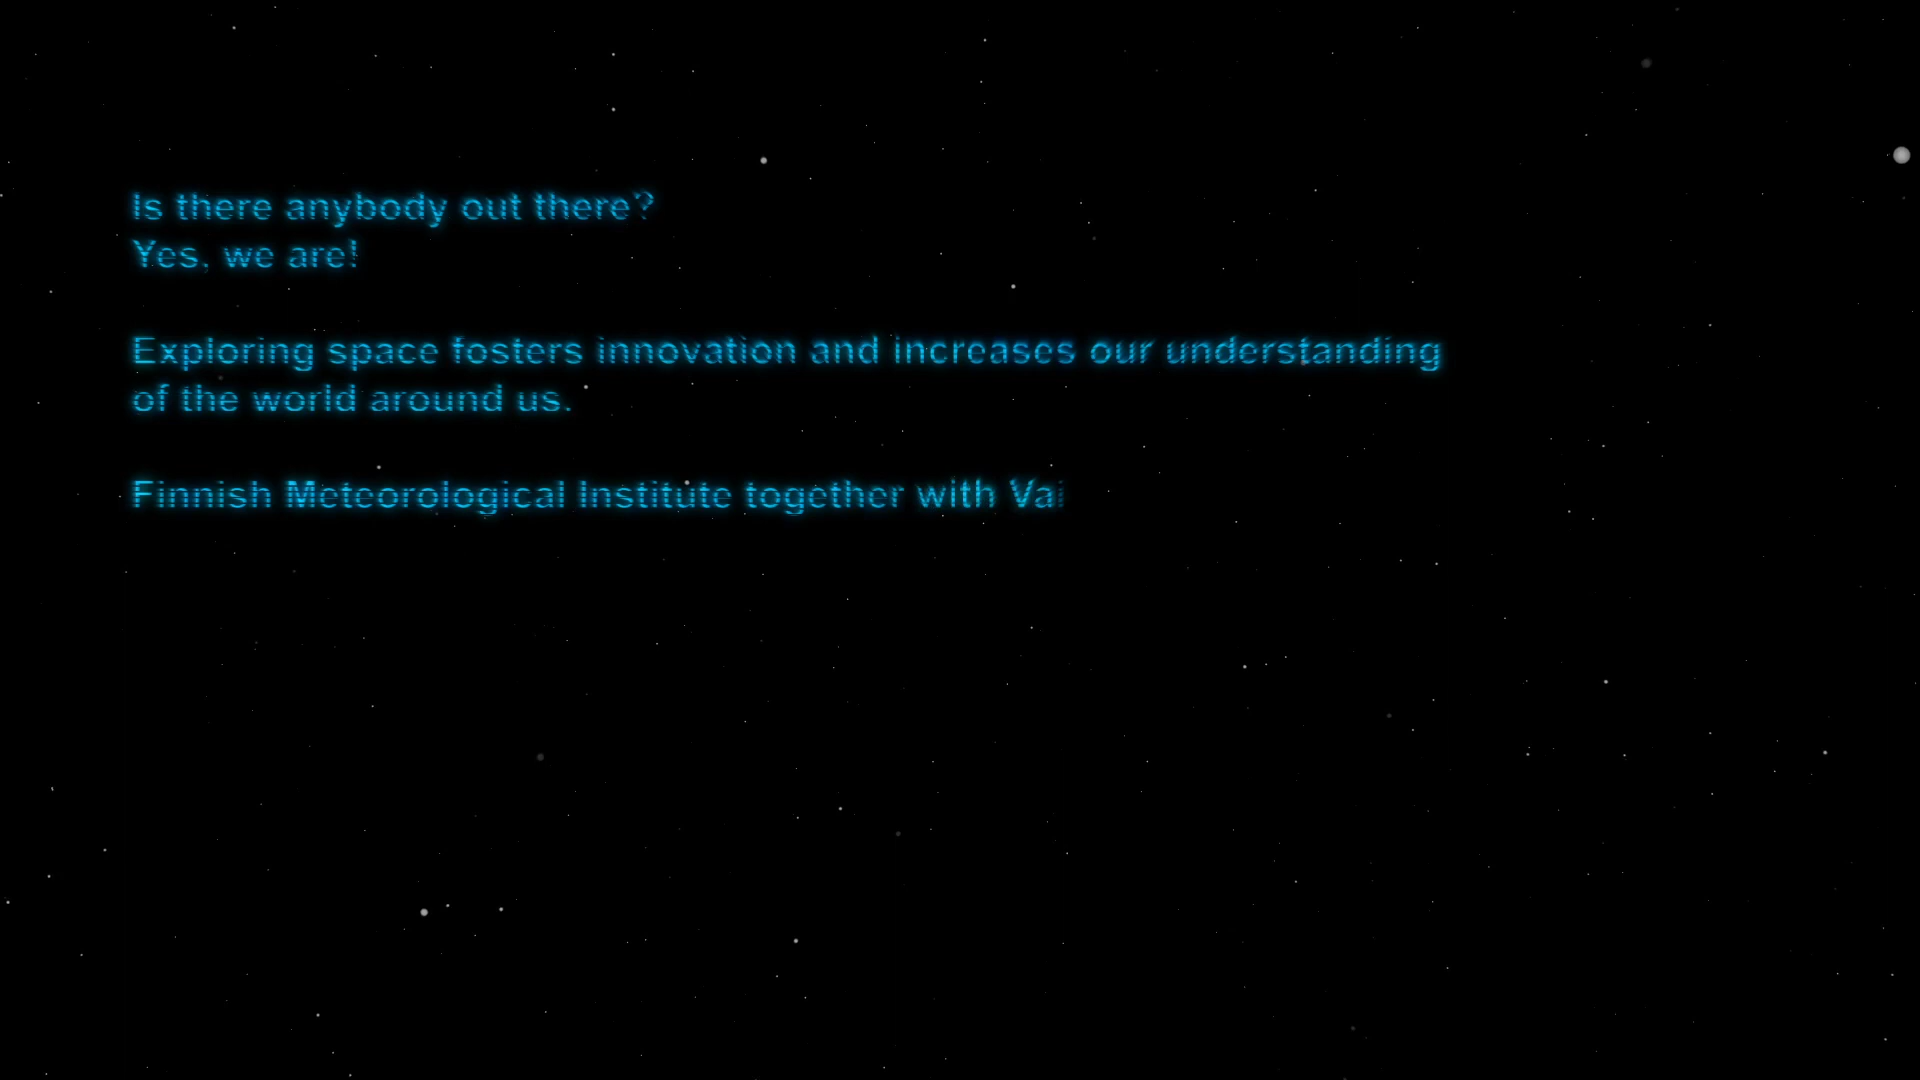 Is there anybody out there?
Yes, we are!
Exploring space fosters innovation and increases our understanding
of the world around us.
Finnish Meteorological Institute together with Vai